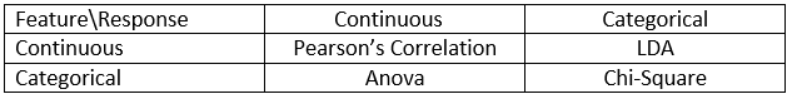 Feature\Response Continuous Categorical
Continuous Pearson's Correlation LDA
Categorical Anova Chi-Square